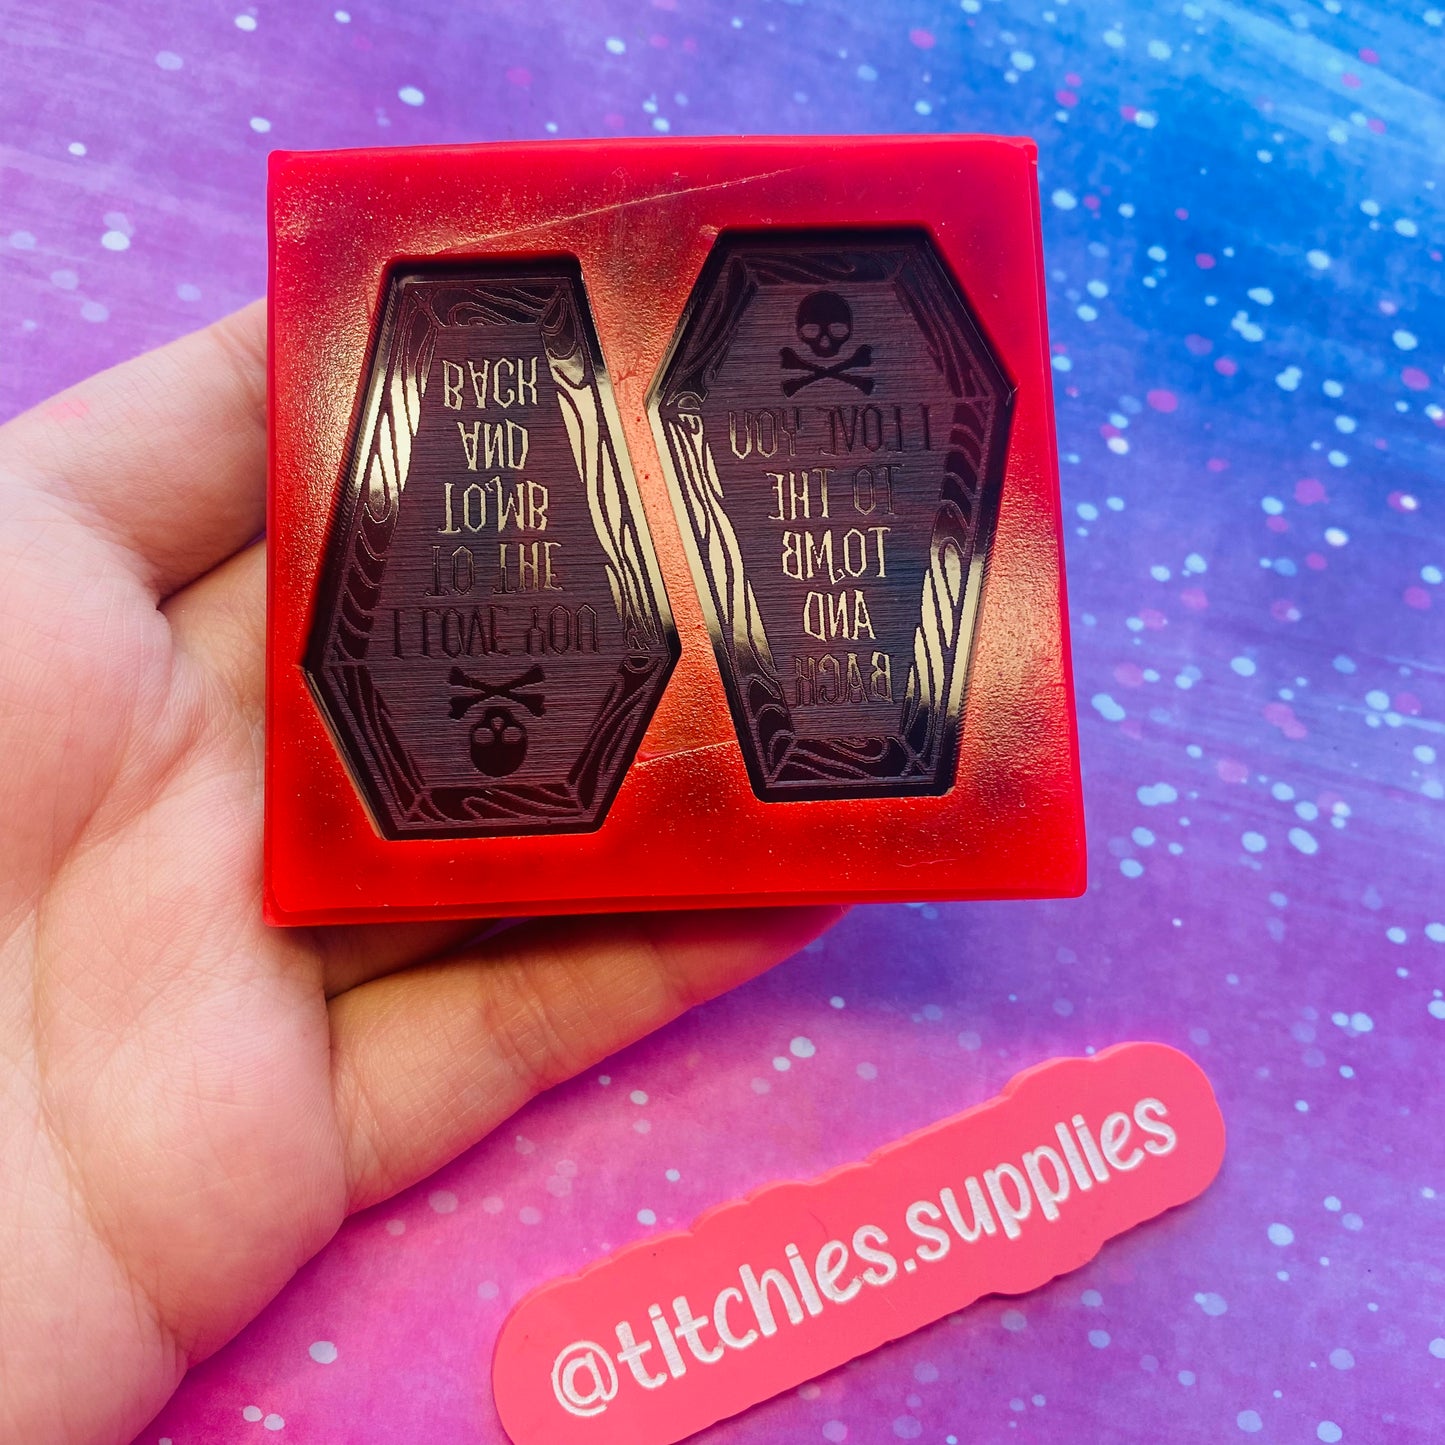 I LOVE YOU
TO THE
TOMB
AND
BACK
I LOVE YOU
TO THE
TOMB
AND
BACK
@titchies.supplies